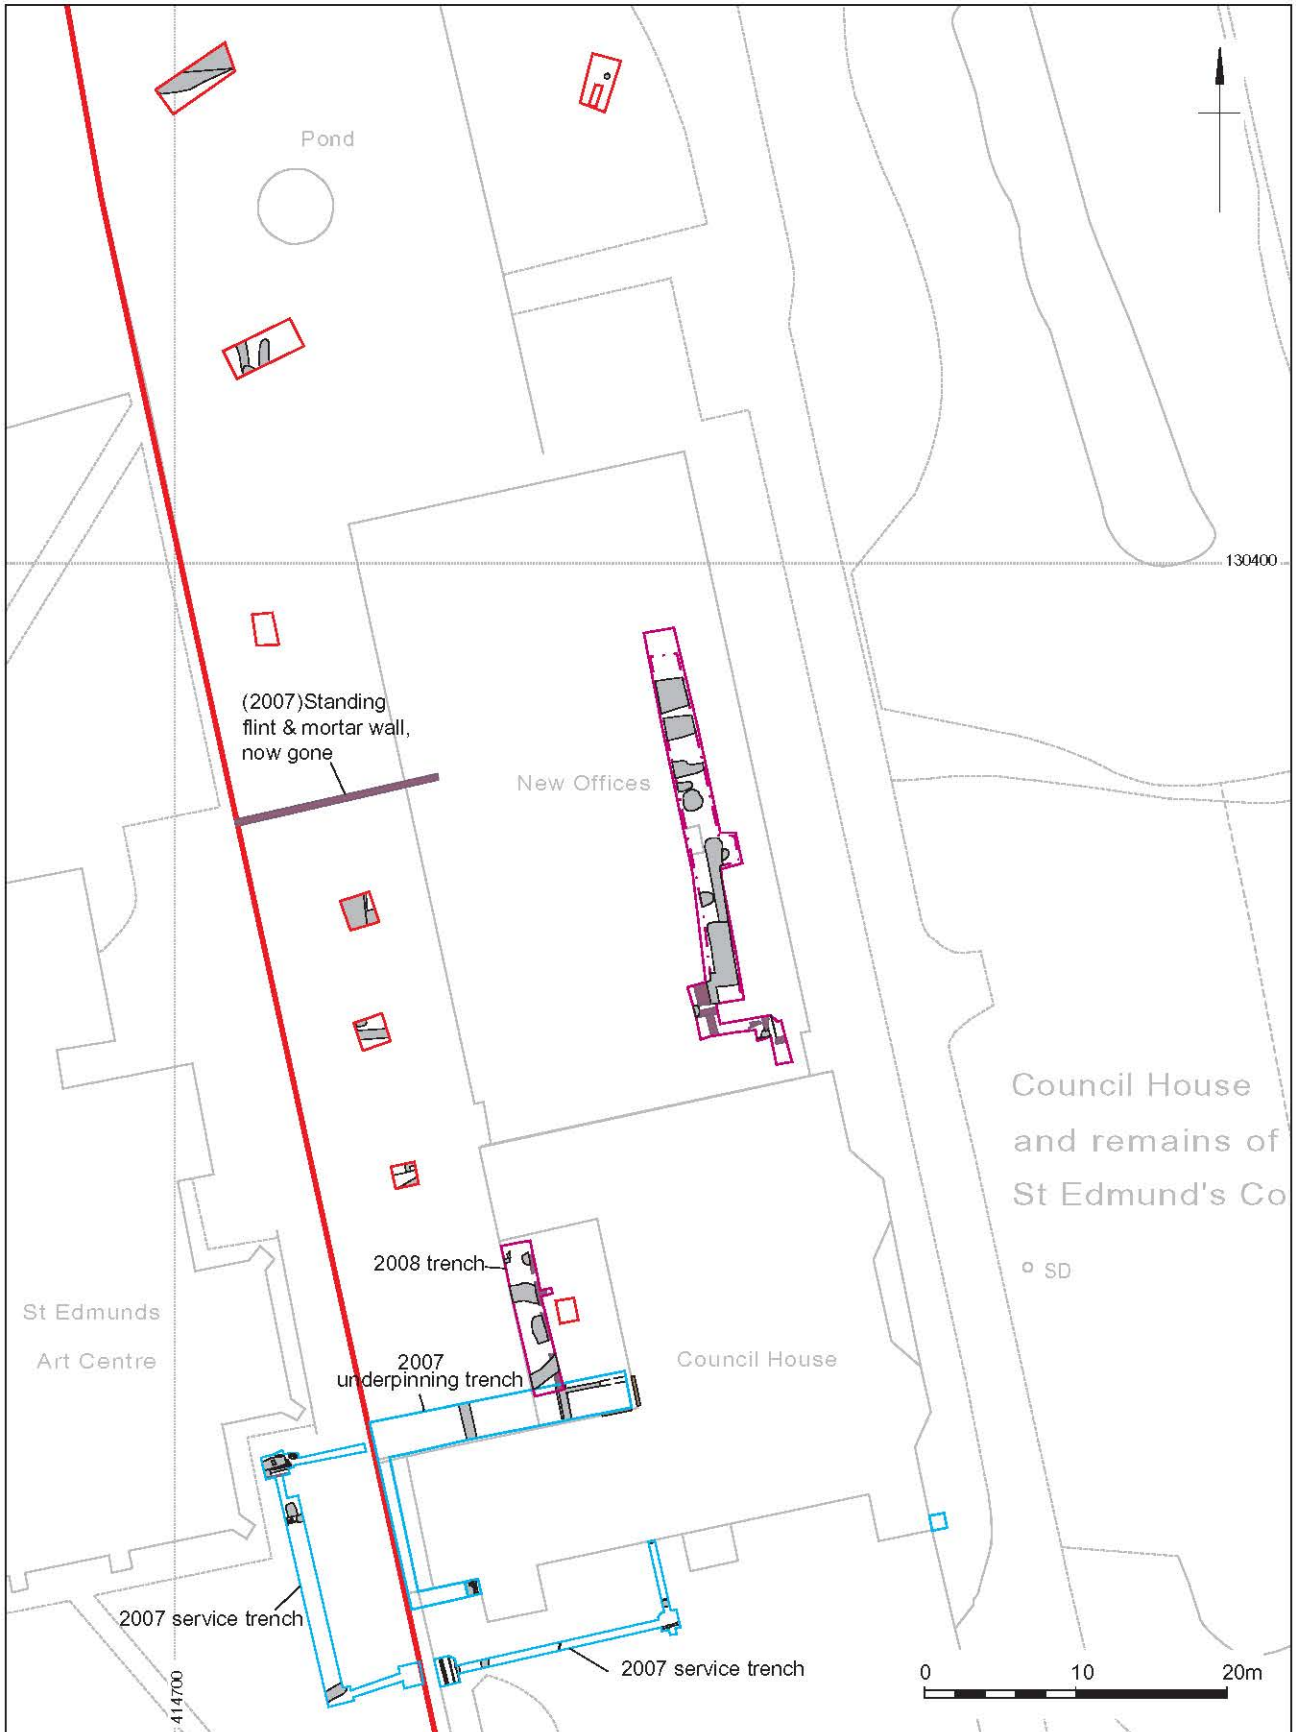 Pond
130400
(2007)Standing
flint & mortar wall,
now gone
New Offices
Council House
and remains of
St Edmund's Co
SD
2008 trench
St Edmunds
Art Centre
2007
underpinning trench
Council House
2007 service trench
2007 service trench
414700
0 10 20m